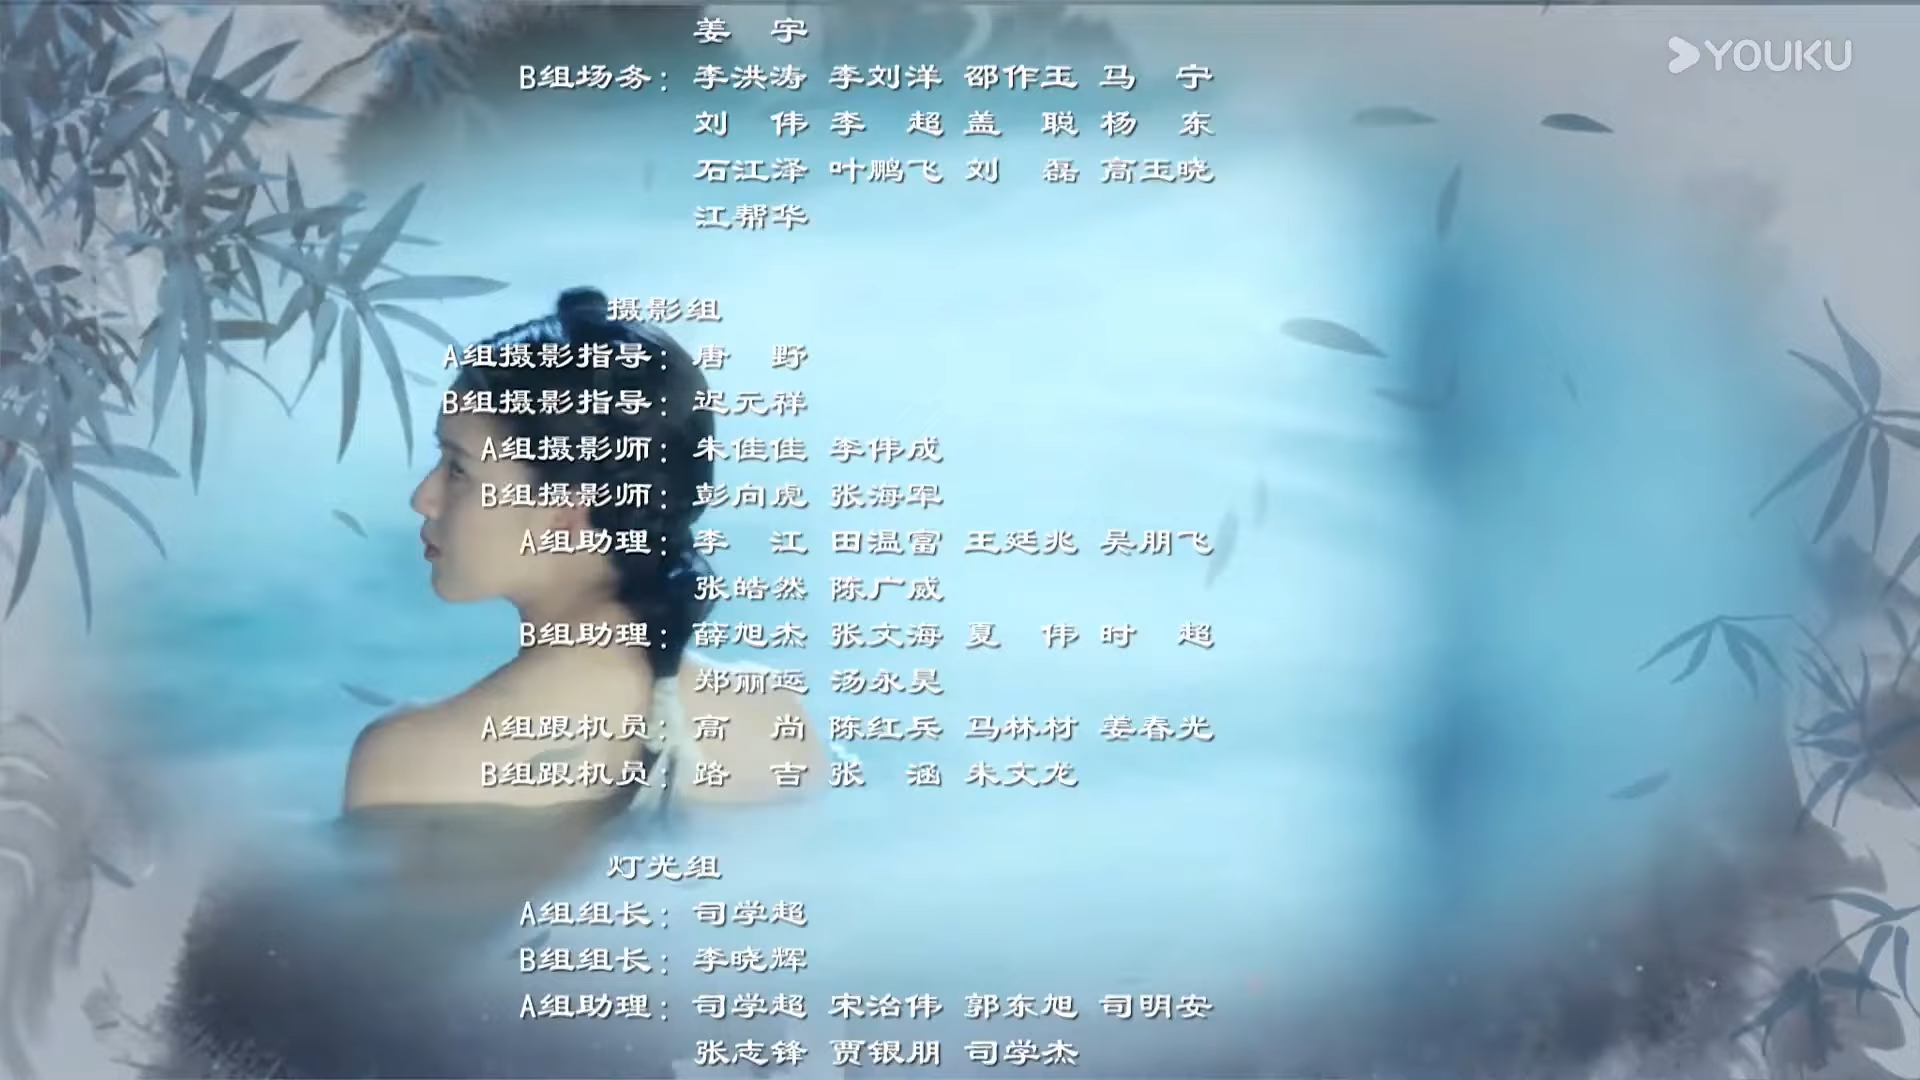 姜　宇
YOUKU
B组场务：李洪涛 李刘洋 邵作玉 马　宁
刘　伟 李　超 盖　聪 杨　东
石江泽 叶鹏飞 刘　磊 高玉晓
江帮华
摄影组
A组摄影指导：唐　野
B组摄影指导：迟元祥
A组摄影师：朱佳佳 李伟成
B组摄影师：彭向虎 张海军
A组助理：李　江 田温富 王廷兆 吴朋飞
张皓然 陈广威
B组助理：薛旭杰 张文海 夏　伟 时　超
郑丽运 汤永昊
A组跟机员：高　尚 陈红兵 马林材 姜春光
B组跟机员：路　吉 张　涵 朱文龙
灯光组
A组组长：司学超
B组组长：李晓辉
A组助理：司学超 宋治伟 郭东旭 司明安
张志锋 贾银朋 司学杰